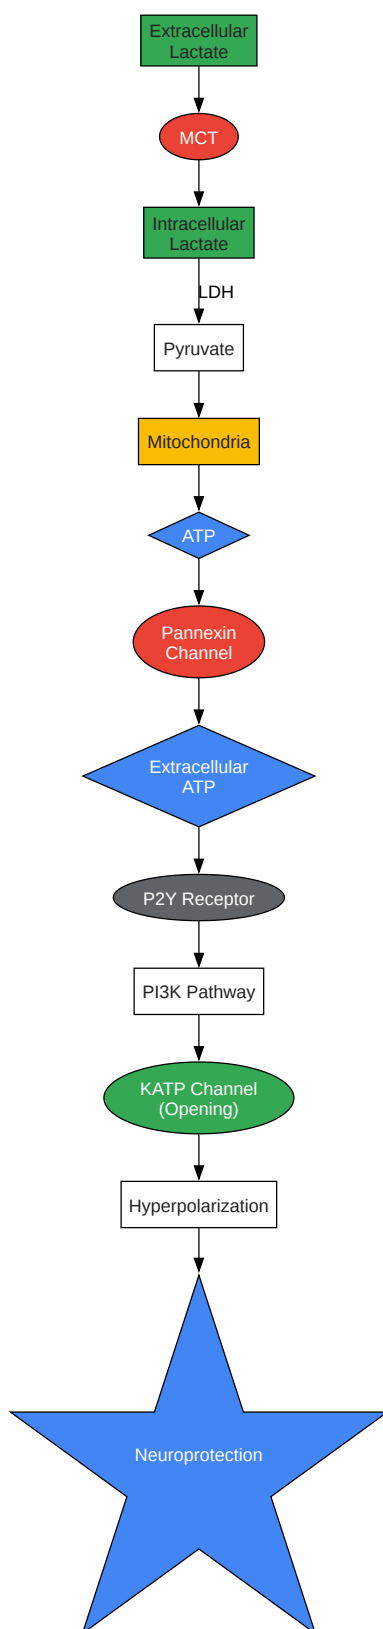 Extracellular
Lactate
MCT
Intracellular
Lactate
LDH
Pyruvate
Mitochondria
ATP
Pannexin
Channel
Extracellular
ATP
P2Y Receptor
PI3K Pathway
KATP Channel
(Opening)
Hyperpolarization
Neuroprotection